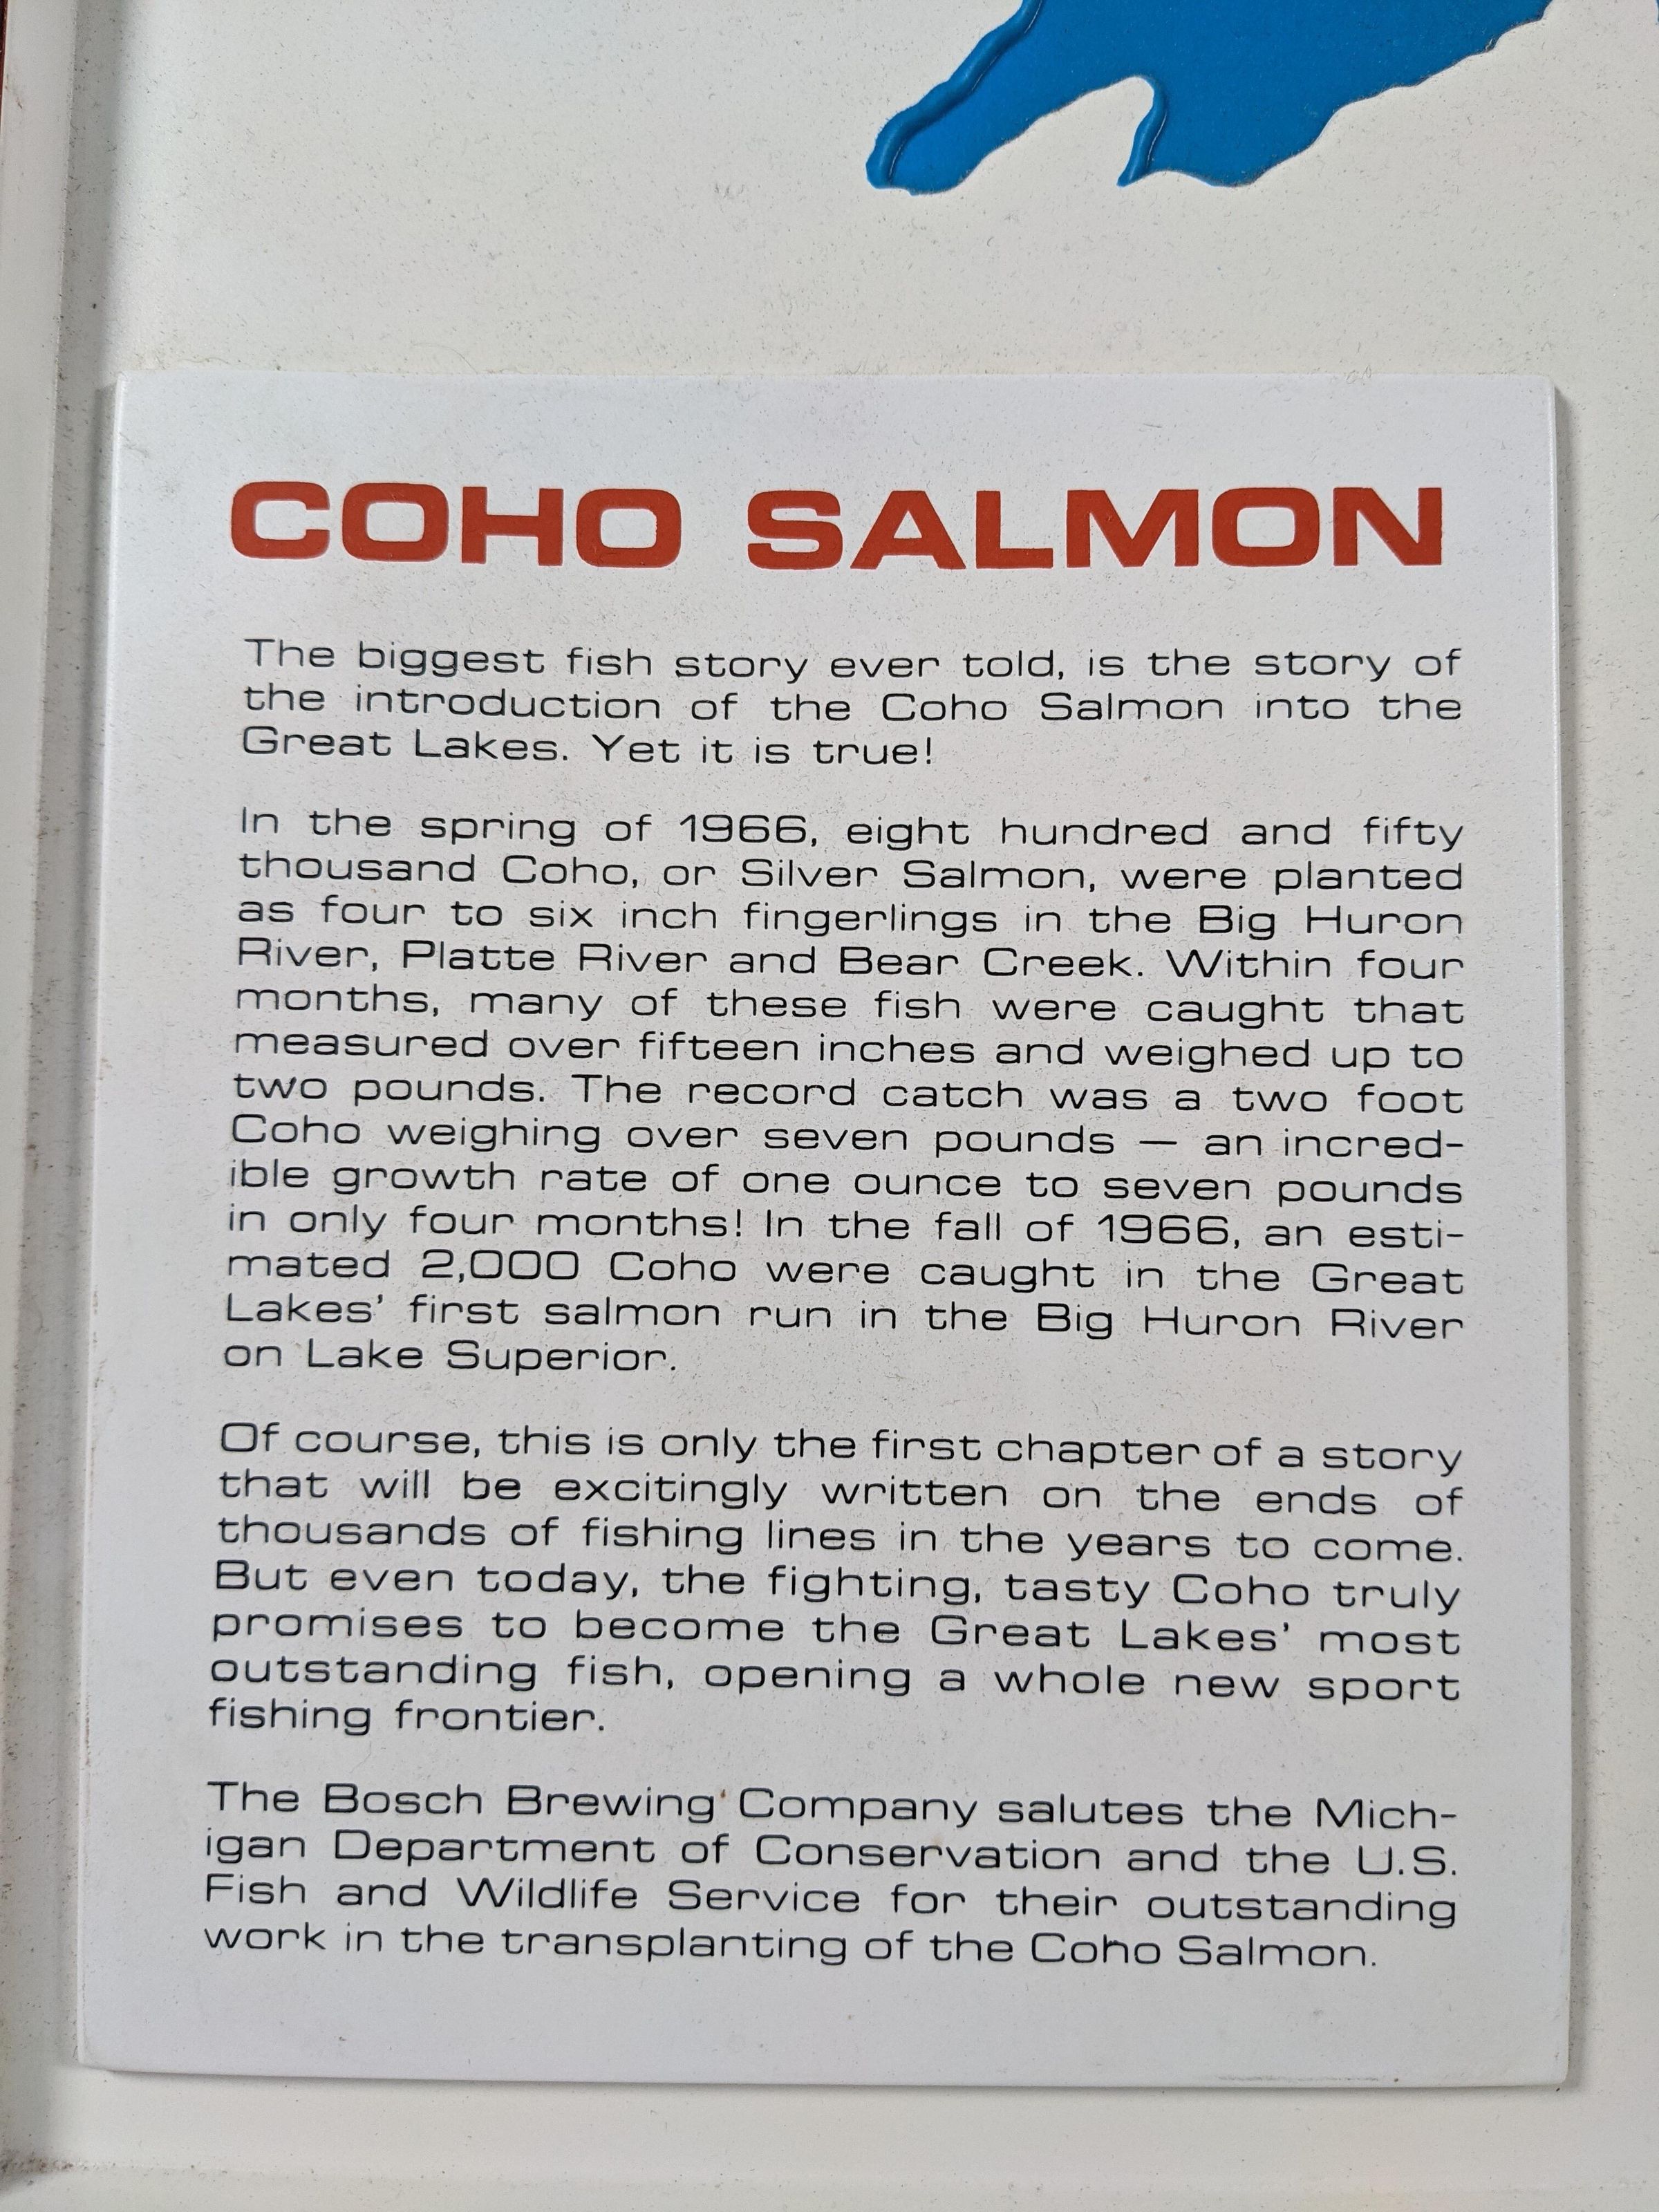 COHO SALMON
The biggest fish story ever told, is the story of
the introduction of the Coho Salmon into the
Great Lakes. Yet it is true!
In the spring of 1966, eight hundred and fifty
thousand Coho, or Silver Salmon, were planted
as four to six inch fingerlings in the Big Huron
River, Platte River and Bear Creek. Within four
months, many of these fish were caught that
measured over fifteen inches and weighed up to
two pounds. The record catch was a two foot
Coho weighing over seven pounds — an incred-
ible growth rate of one ounce to seven pounds
in only four months! In the fall of 1966, an esti-
mated 2,000 Coho were caught in the Great
Lakes' first salmon run in the Big Huron River
on Lake Superior.
Of course, this is only the first chapter of a story
that will be excitingly written on the ends of
thousands of fishing lines in the years to come.
But even today, the fighting, tasty Coho truly
promises to become the Great Lakes' most
outstanding fish, opening a whole new sport
fishing frontier.
The Bosch Brewing Company salutes the Mich-
igan Department of Conservation and the U.S.
Fish and Wildlife Service for their outstanding
work in the transplanting of the Coho Salmon.